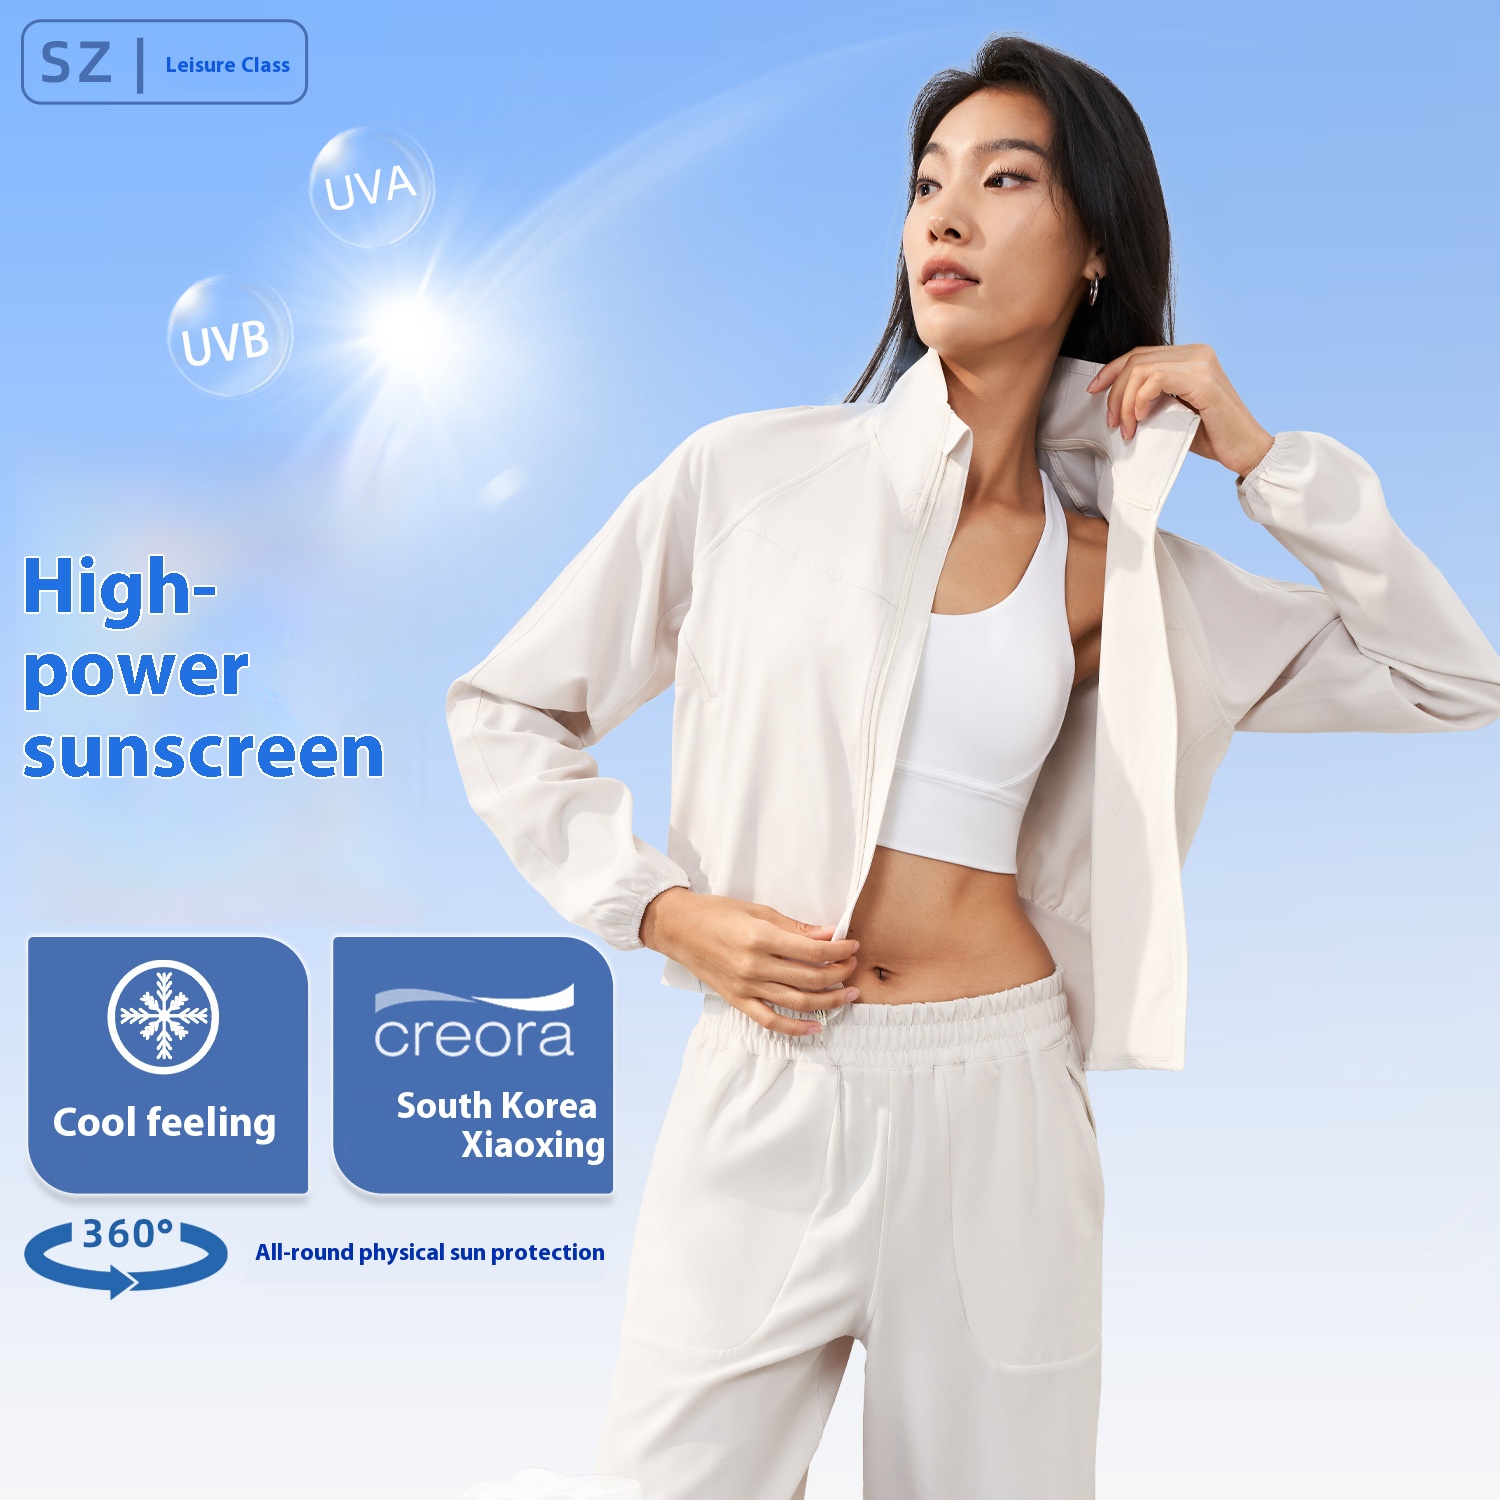 SZ | Leisure Class
UVA
UVB
High-
power
sunscreen
Cool feeling
creora
South Korea
Xiaoxing
360°
All-round physical sun protection